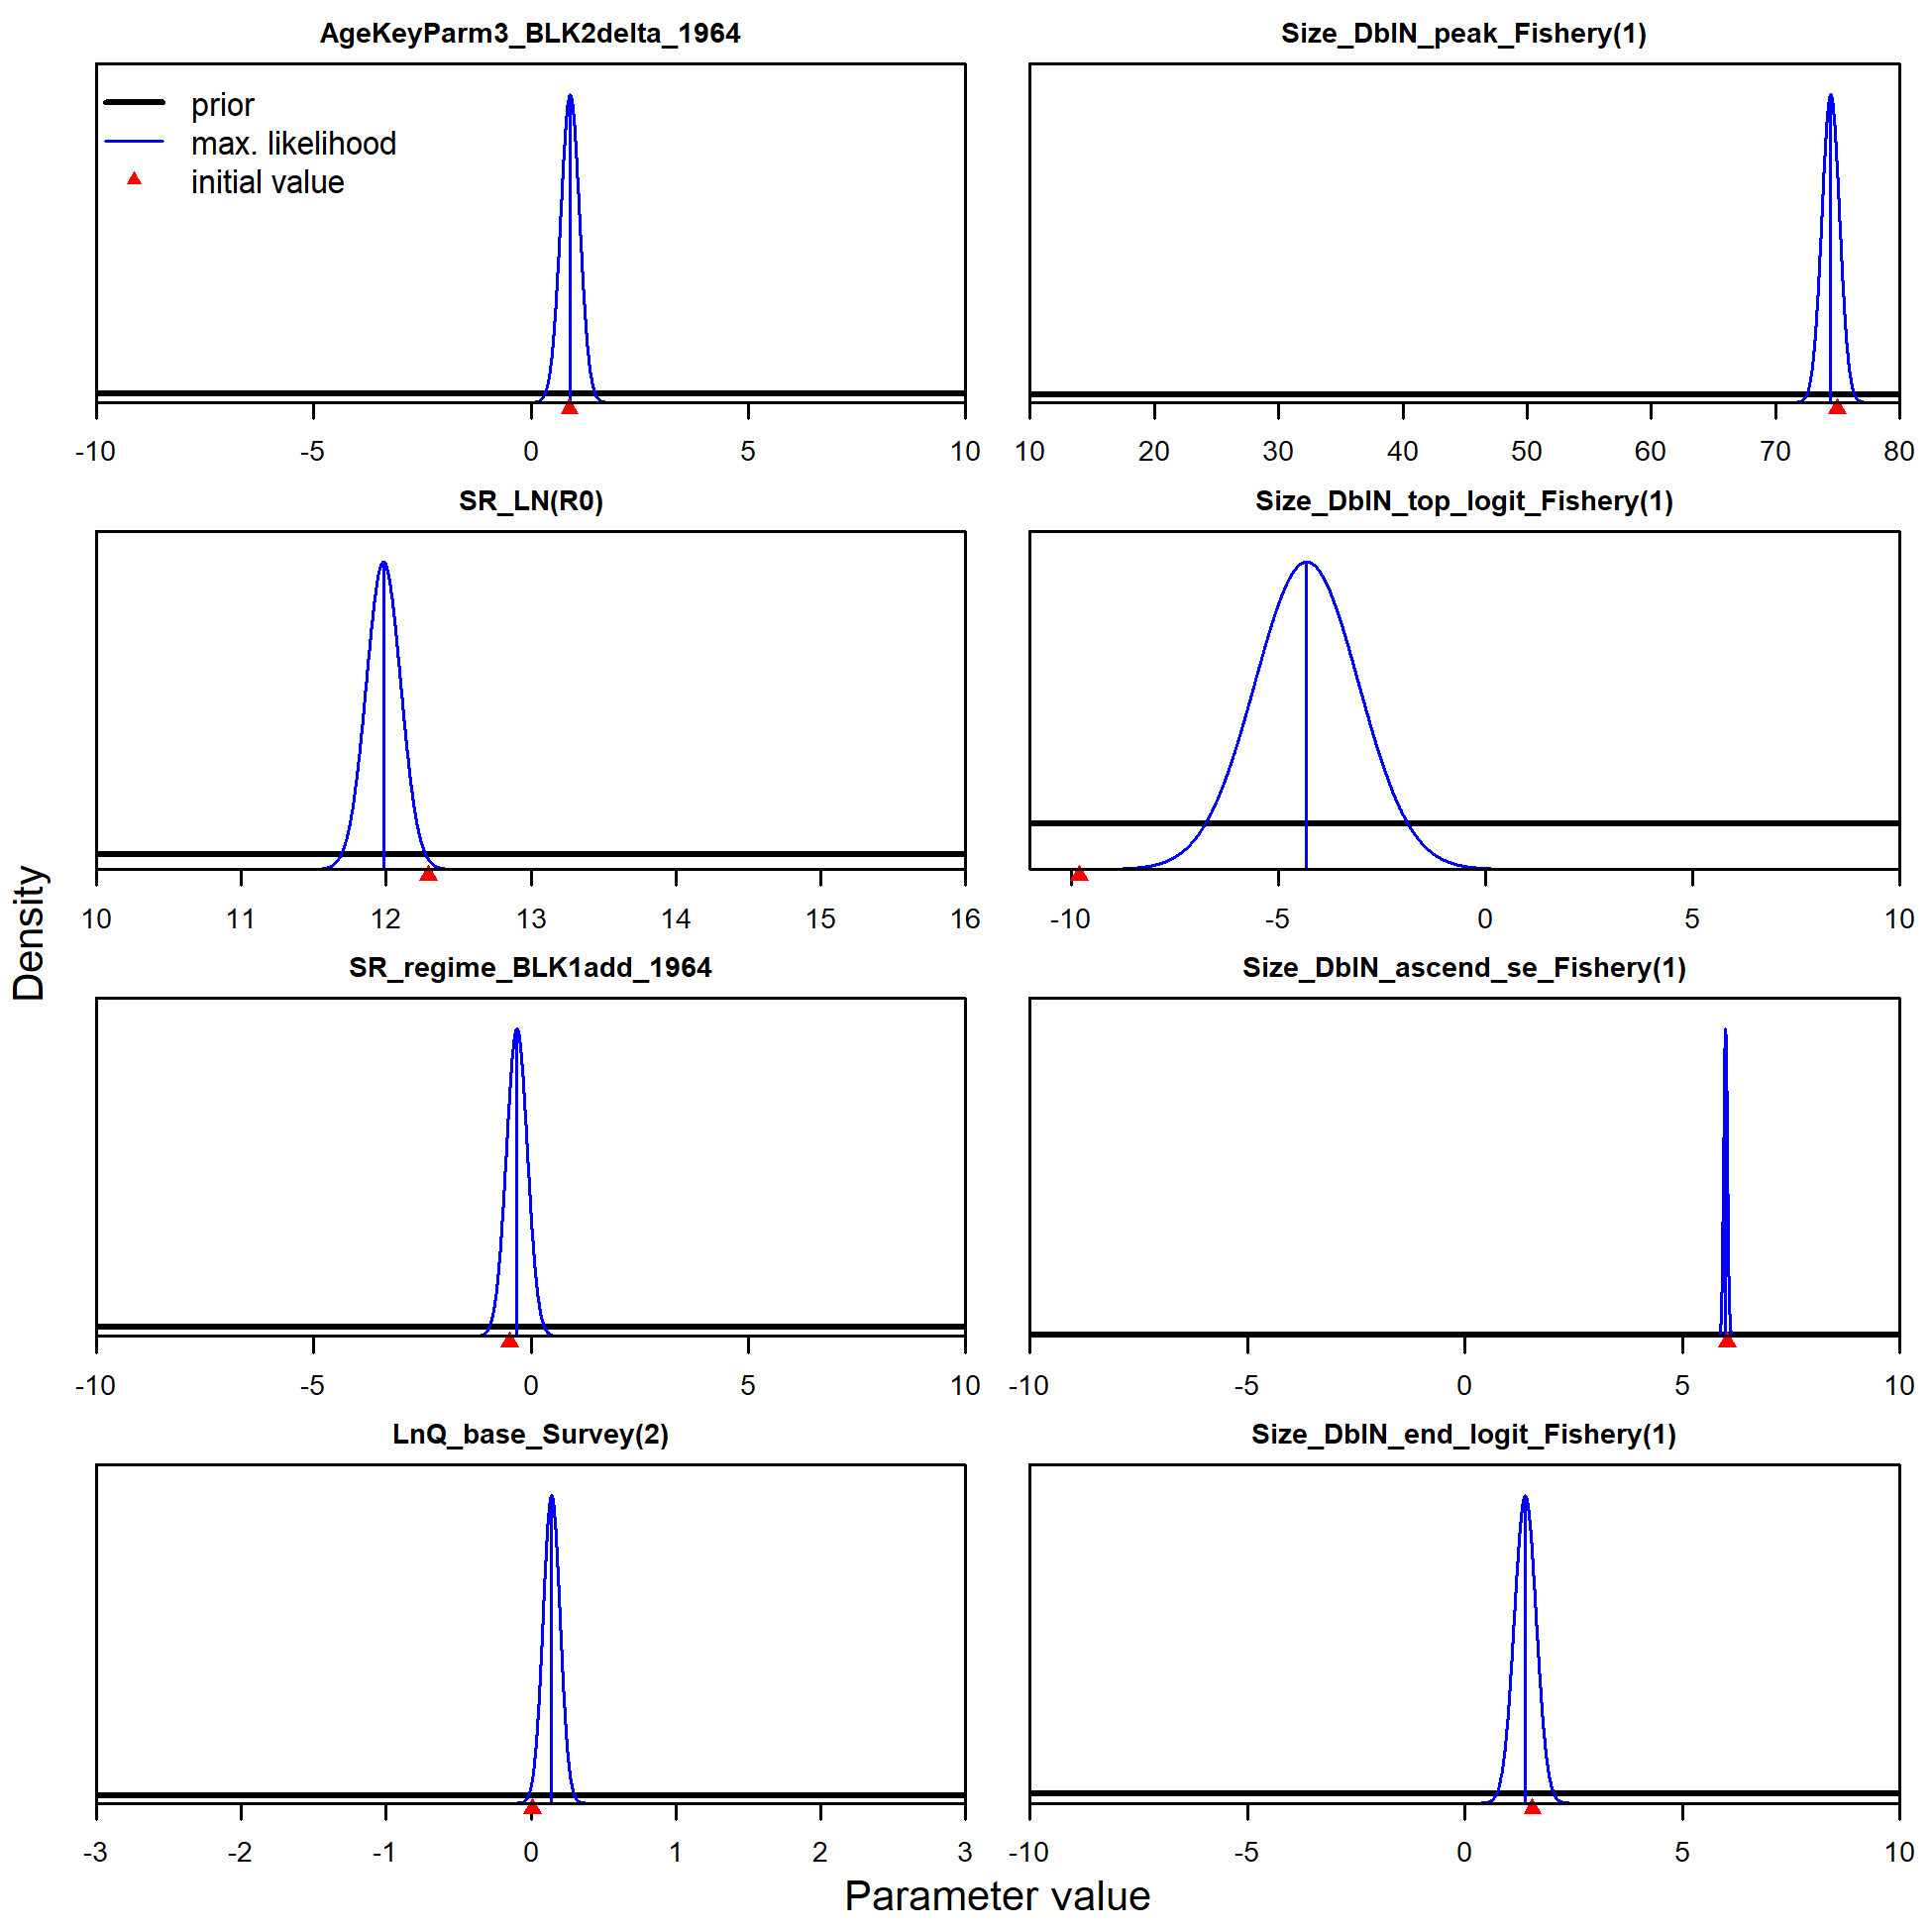 AgeKeyParm3_BLK2delta_1964
prior
max. likelihood
initial value
-10 -5 0 5 10
Size_DblN_peak_Fishery(1)
10 20 30 40 50 60 70 80
SR_LN(R0)
10 11 12 13 14 15 16
Size_DblN_top_logit_Fishery(1)
-10 -5 0 5 10
SR_regime_BLK1add_1964
-10 -5 0 5 10
Size_DblN_ascend_se_Fishery(1)
-10 -5 0 5 10
LnQ_base_Survey(2)
-3 -2 -1 0 1 2 3
Size_DblN_end_logit_Fishery(1)
-10 -5 0 5 10
Density
Parameter value